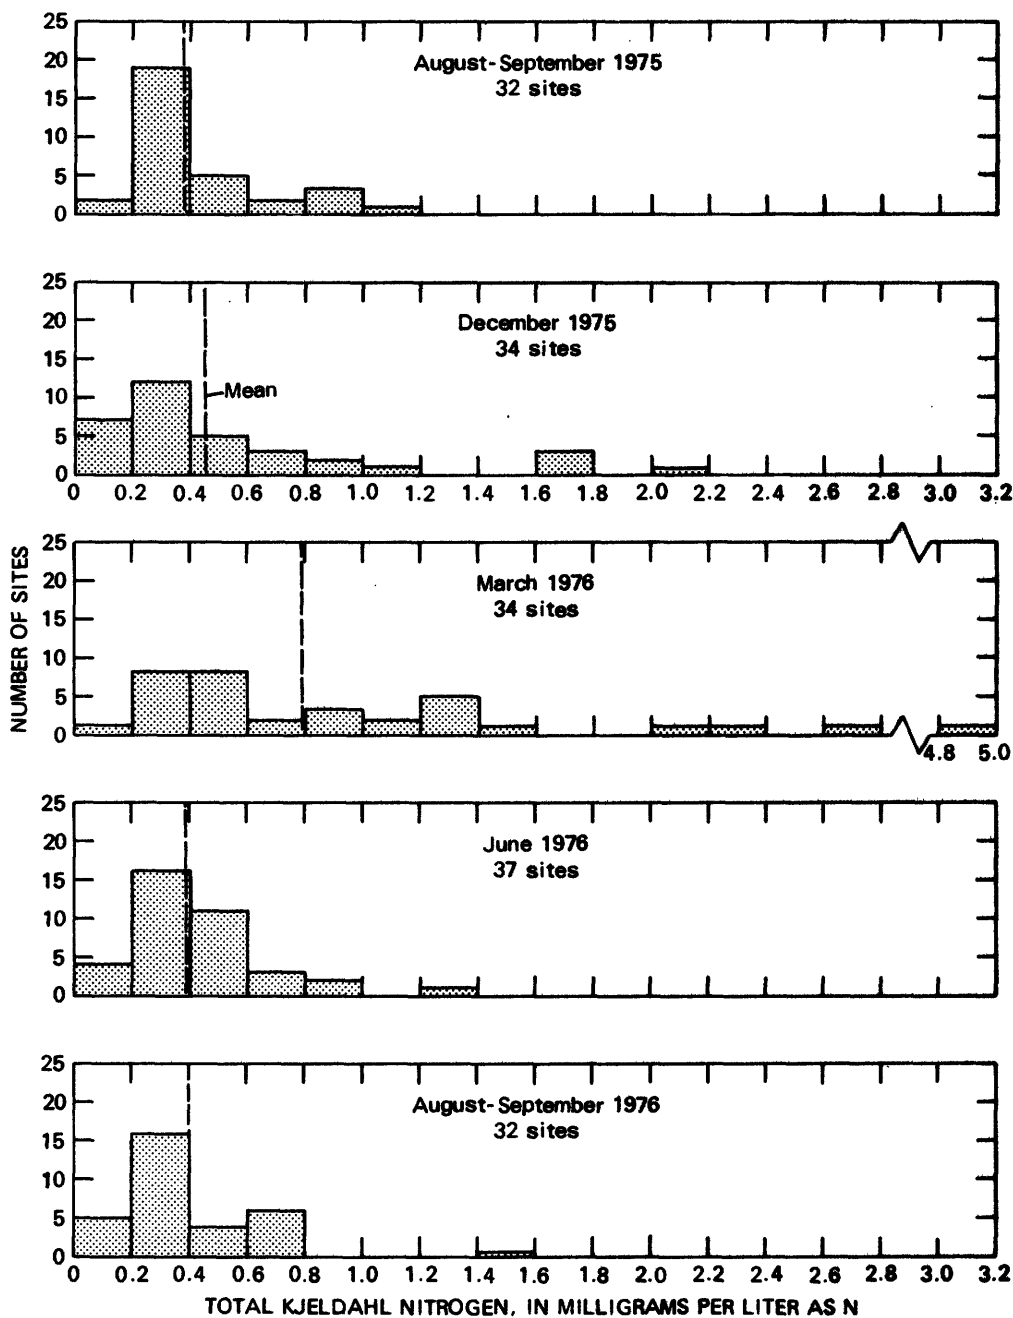 25
20
15
10
5
0
August-September 1975
32 sites
25
20
15
10
5
0
December 1975
34 sites
Mean
0 0.2 0.4 0.6 0.8 1.0 1.2 1.4 1.6 1.8 2.0 2.2 2.4 2.6 2.8 3.0 3.2
NUMBER OF SITES
25
20
15
10
5
0
March 1976
34 sites
4.8 5.0
25
20
15
10
5
0
June 1976
37 sites
25
20
15
10
5
0
August-September 1976
32 sites
0 0.2 0.4 0.6 0.8 1.0 1.2 1.4 1.6 1.8 2.0 2.2 2.4 2.6 2.8 3.0 3.2
TOTAL KJELDAHL NITROGEN, IN MILLIGRAMS PER LITER AS N